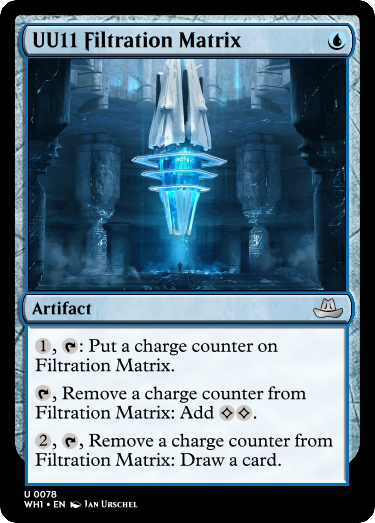 UU11 Filtration Matrix
Artifact
1, : Put a charge counter on
Filtration Matrix.
, Remove a charge counter from
Filtration Matrix: Add .
2, , Remove a charge counter from
Filtration Matrix: Draw a card.
U 0078
WH1 • EN Jan Urschel